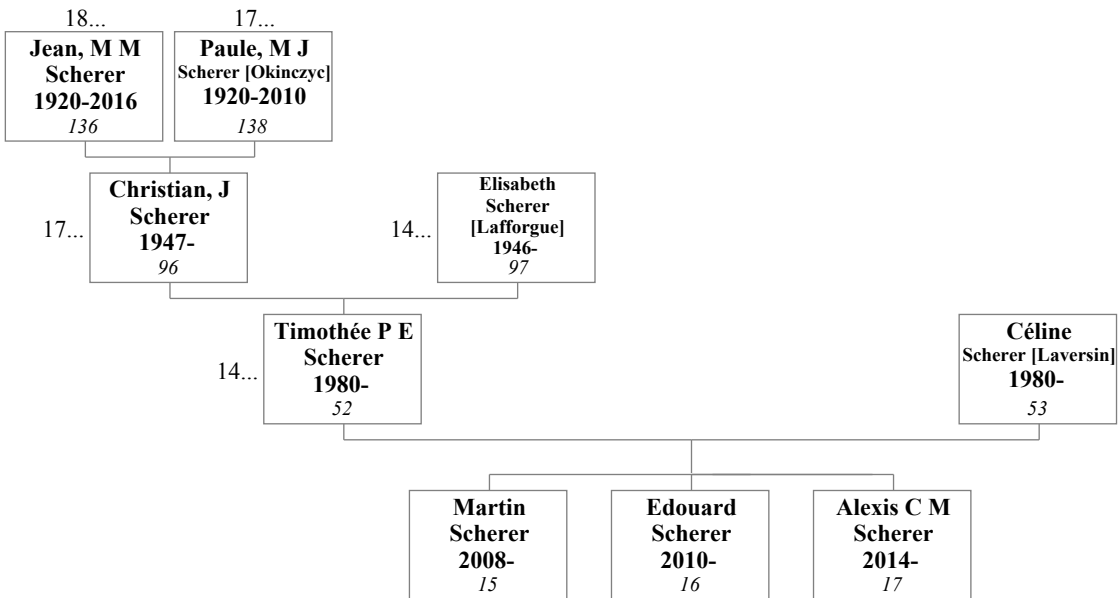 18...
17...
Jean, M M
Scherer
1920-2016
136
Paule, M J
Scherer [Okinczyc]
1920-2010
138
17...
Christian, J
Scherer
1947-
96
14...
Elisabeth
Scherer
[Lafforgue]
1946-
97
14...
Timothée P E
Scherer
1980-
52
Céline
Scherer [Laversin]
1980-
53
Martin
Scherer
2008-
15
Edouard
Scherer
2010-
16
Alexis C M
Scherer
2014-
17